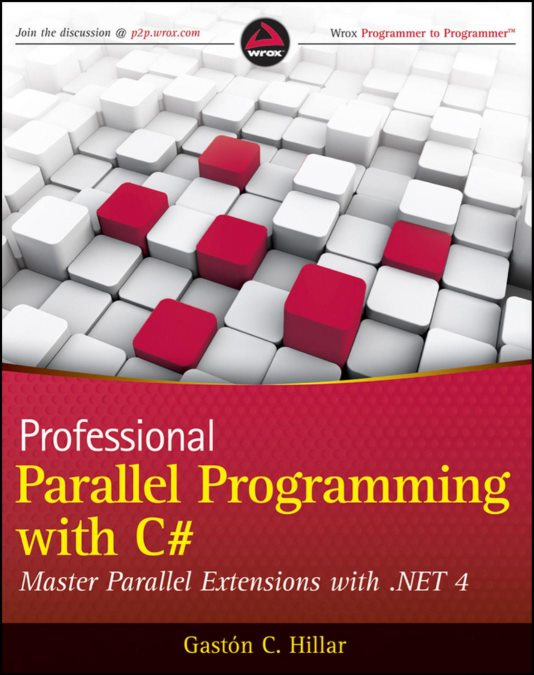 Join the discussion @ p2p.wrox.com
wrox
Wrox Programmer to Programmer™
Professional
Parallel Programming
with C#
Master Parallel Extensions with .NET 4
Gastón C. Hillar